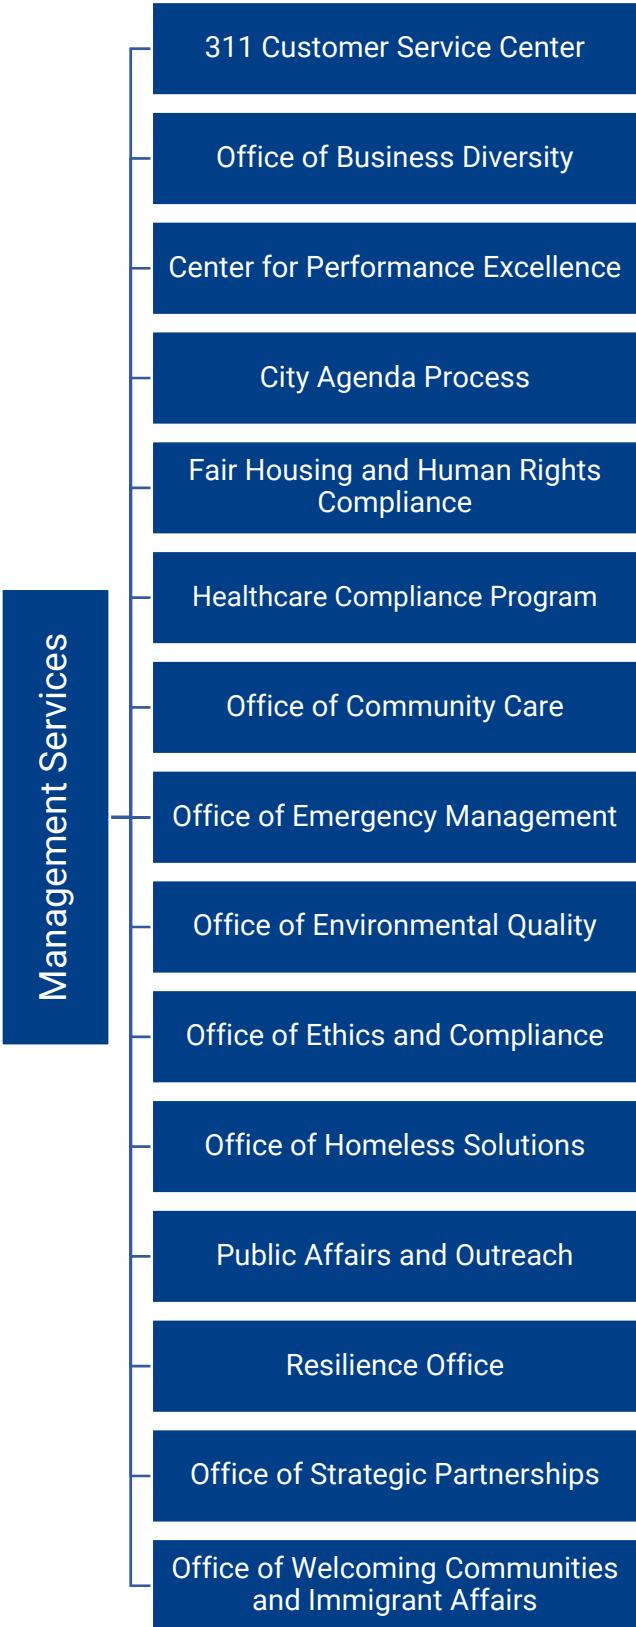 311 Customer Service Center
Office of Business Diversity
Center for Performance Excellence
City Agenda Process
Fair Housing and Human Rights
Compliance
Healthcare Compliance Program
Office of Community Care
Management Services
Office of Emergency Management
Office of Environmental Quality
Office of Ethics and Compliance
Office of Homeless Solutions
Public Affairs and Outreach
Resilience Office
Office of Strategic Partnerships
Office of Welcoming Communities
and Immigrant Affairs